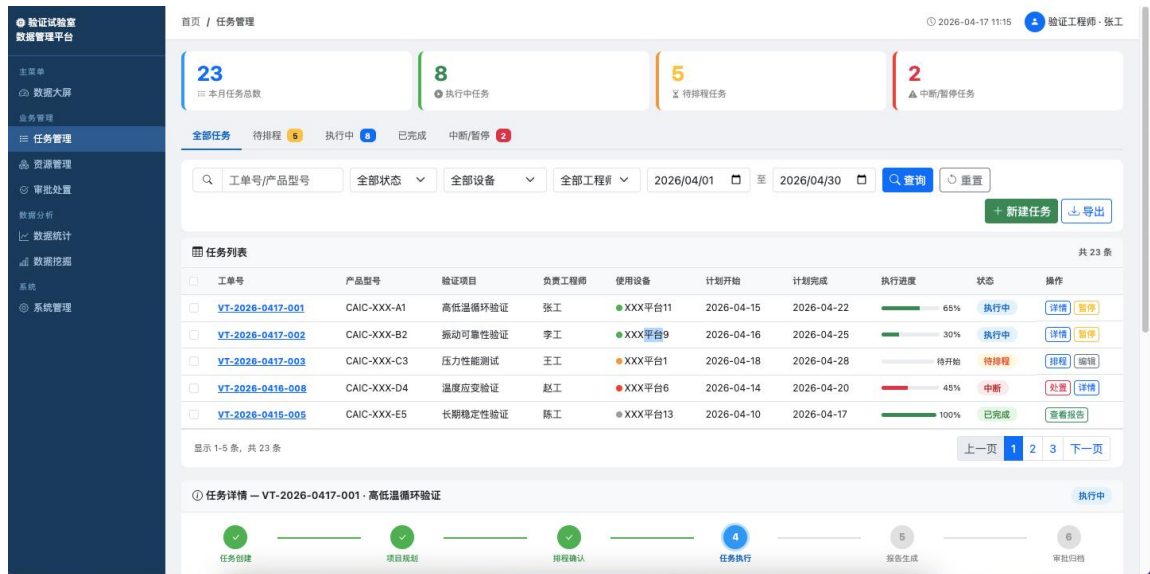 验证试验室
数据管理平台
主菜单
数据大屏
业务管理
任务管理
资源管理
审批处置
数据分析
数据统计
数据挖掘
系统
系统管理
首页 / 任务管理 2026-04-17 11:15 验证工程师 · 张工
23 8 5 2
本月任务总数 执行中任务 待排程任务 中断/暂停任务
全部任务 待排程 5 执行中 8 已完成 中断/暂停 2
工单号/产品型号 全部状态 全部设备 全部工程师 2026/04/01 至 2026/04/30 查询 重置
+ 新建任务 导出
任务列表 共 23 条
工单号 产品型号 验证项目 负责工程师 使用设备 计划开始 计划完成 执行进度 状态 操作
VT-2026-0417-001 CAIC-XXX-A1 高低温循环验证 张工 XXX平台11 2026-04-15 2026-04-22 65% 执行中 详情 暂停
VT-2026-0417-002 CAIC-XXX-B2 振动可靠性验证 李工 XXX平台9 2026-04-16 2026-04-25 30% 执行中 详情 暂停
VT-2026-0417-003 CAIC-XXX-C3 压力性能测试 王工 XXX平台1 2026-04-18 2026-04-28 待开始 待排程 排程 编辑
VT-2026-0416-008 CAIC-XXX-D4 温度应变验证 赵工 XXX平台6 2026-04-14 2026-04-20 45% 中断 处置 详情
VT-2026-0415-005 CAIC-XXX-E5 长期稳定性验证 陈工 XXX平台13 2026-04-10 2026-04-17 100% 已完成 查看报告
显示 1-5 条，共 23 条 上一页 1 2 3 下一页
任务详情 — VT-2026-0417-001 · 高低温循环验证 执行中
4 5 6
任务创建 项目规划 排程确认 任务执行 报告生成 审批归档